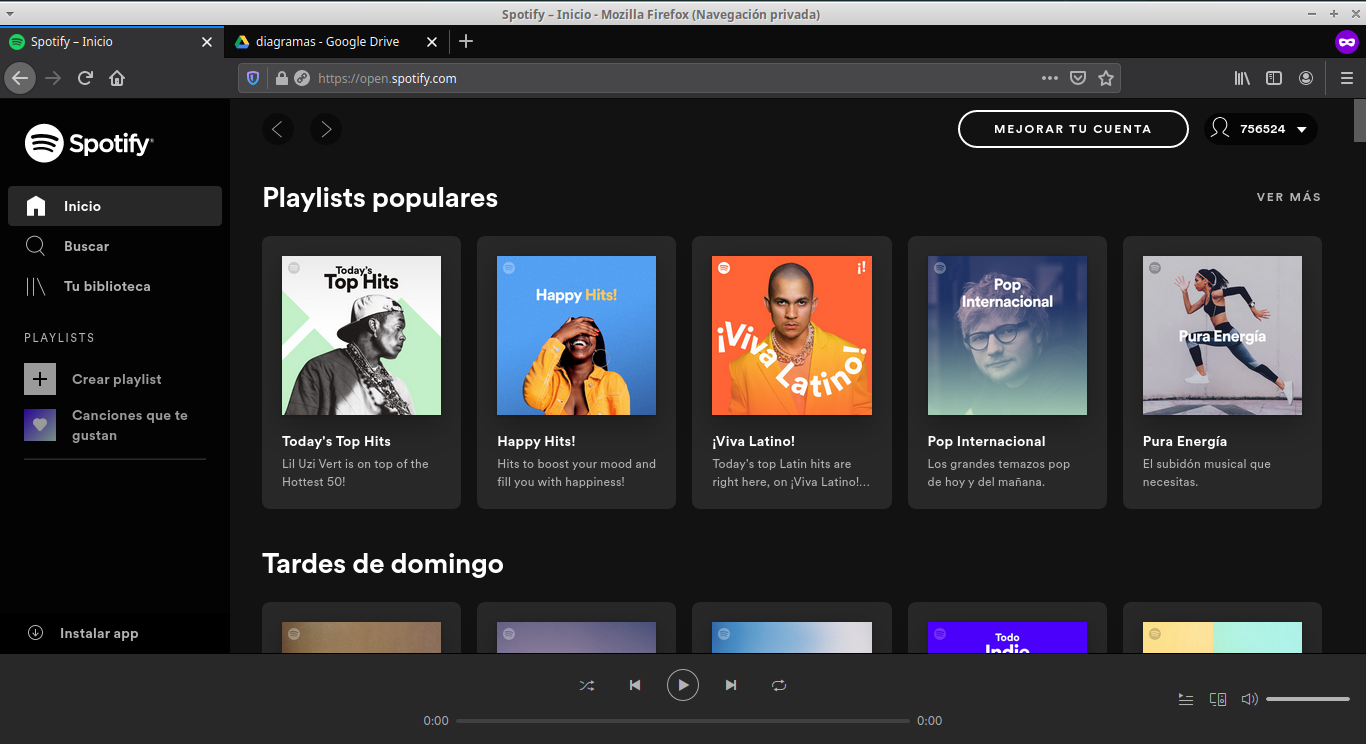 Spotify – Inicio - Mozilla Firefox (Navegación privada)
Spotify – Inicio
diagramas - Google Drive
https://open.spotify.com
Spotify
Inicio
Buscar
Tu biblioteca
PLAYLISTS
Crear playlist
Canciones que te
gustan
Instalar app
MEJORAR TU CUENTA
756524
Playlists populares
VER MÁS
Today's
Top Hits
Today's Top Hits
Lil Uzi Vert is on top of the
Hottest 50!
Happy Hits!
Happy Hits!
Hits to boost your mood and
fill you with happiness!
¡!
¡Viva Latino!
¡Viva Latino!
Today's top Latin hits are
right here, on ¡Viva Latino!...
Pop
Internacional
Pop Internacional
Los grandes temazos pop
de hoy y del mañana.
Pura Energía
Pura Energía
El subidón musical que
necesitas.
Tardes de domingo
Todo
Indie
0:00
0:00